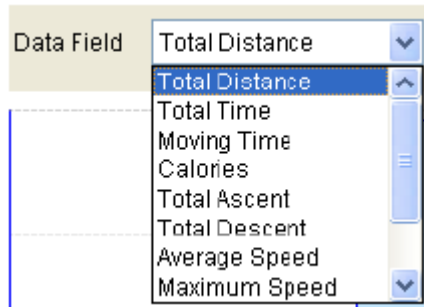 Data Field Total Distance
Total Distance
Total Time
Moving Time
Calories
Total Ascent
Total Descent
Average Speed
Maximum Speed